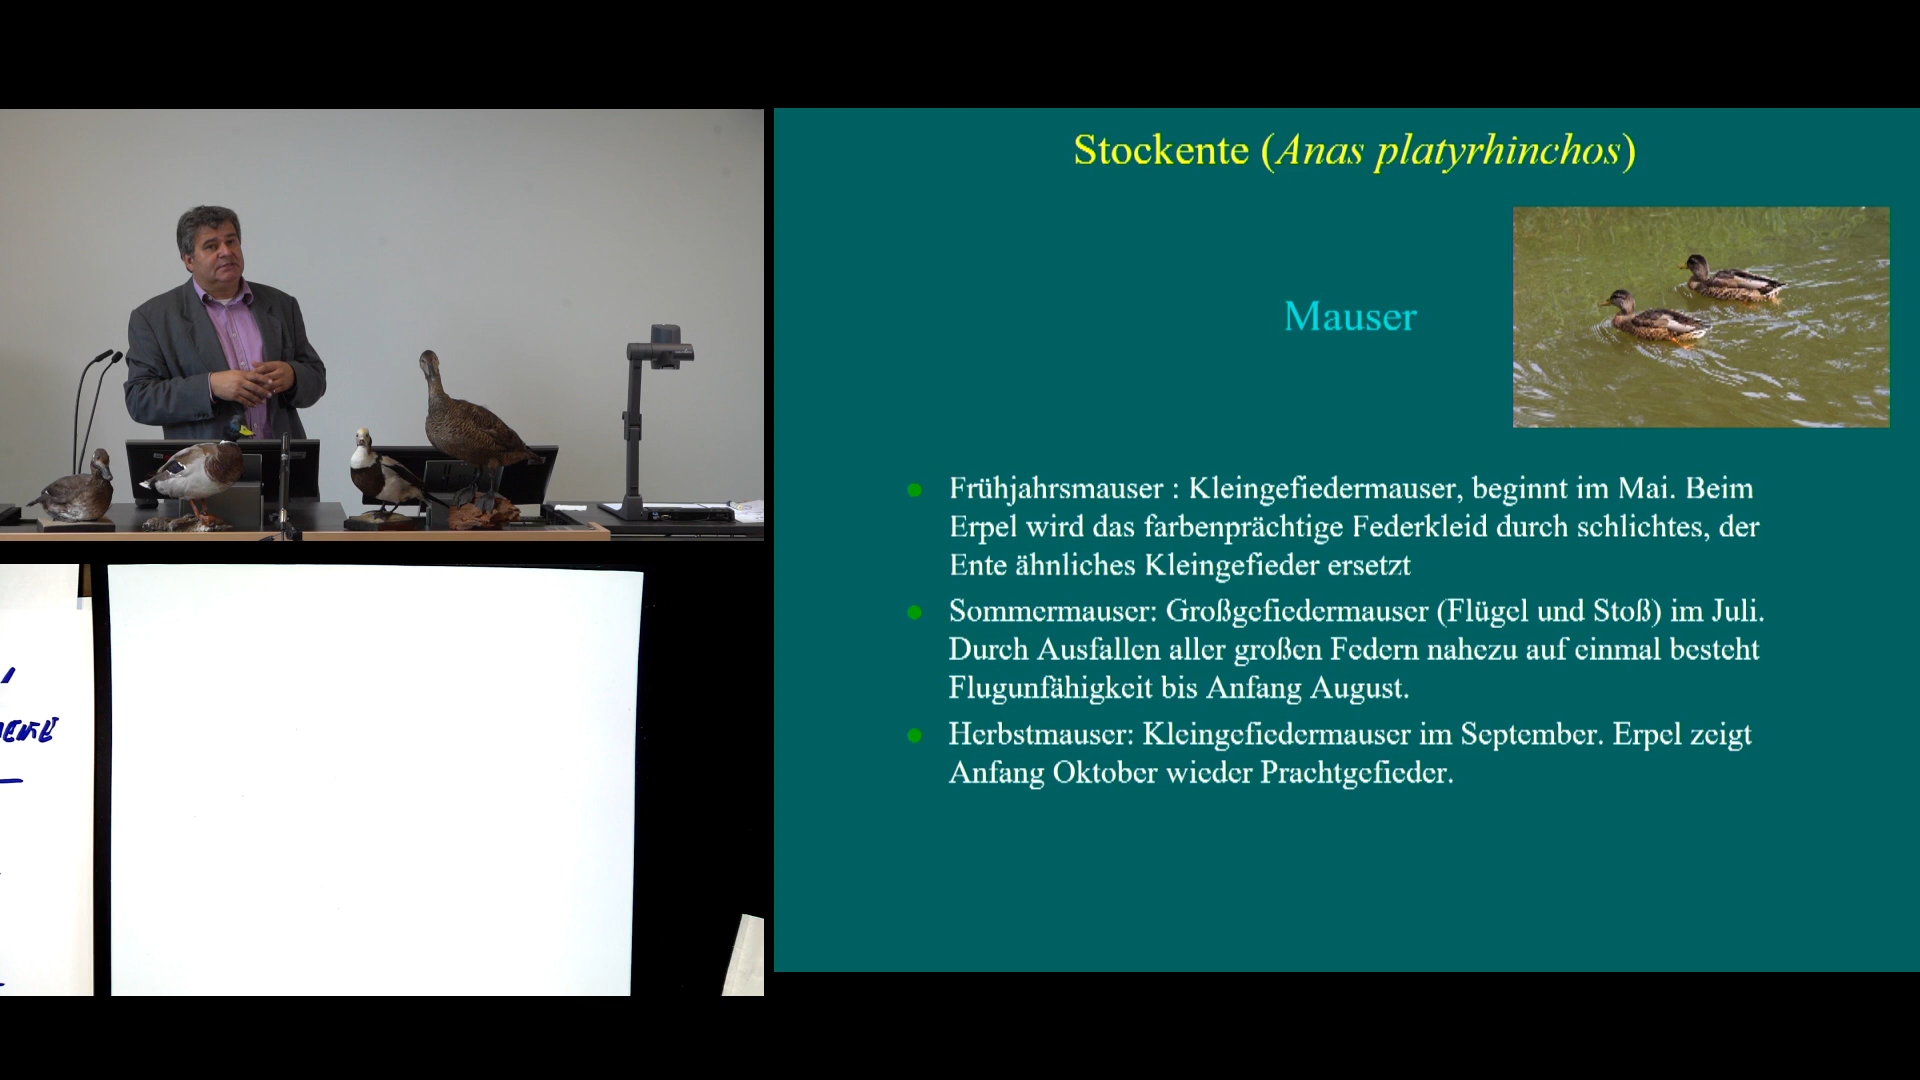 Stockente (Anas platyrhinchos)
Mauser
Frühjahrsmauser : Kleingefiedermauser, beginnt im Mai. Beim
Erpel wird das farbenprächtige Federkleid durch schlichtes, der
Ente ähnliches Kleingefieder ersetzt
Sommermauser: Großgefiedermauser (Flügel und Stoß) im Juli.
Durch Ausfallen aller großen Federn nahezu auf einmal besteht
Flugunfähigkeit bis Anfang August.
Herbstmauser: Kleingefiedermauser im September. Erpel zeigt
Anfang Oktober wieder Prachtgefieder.